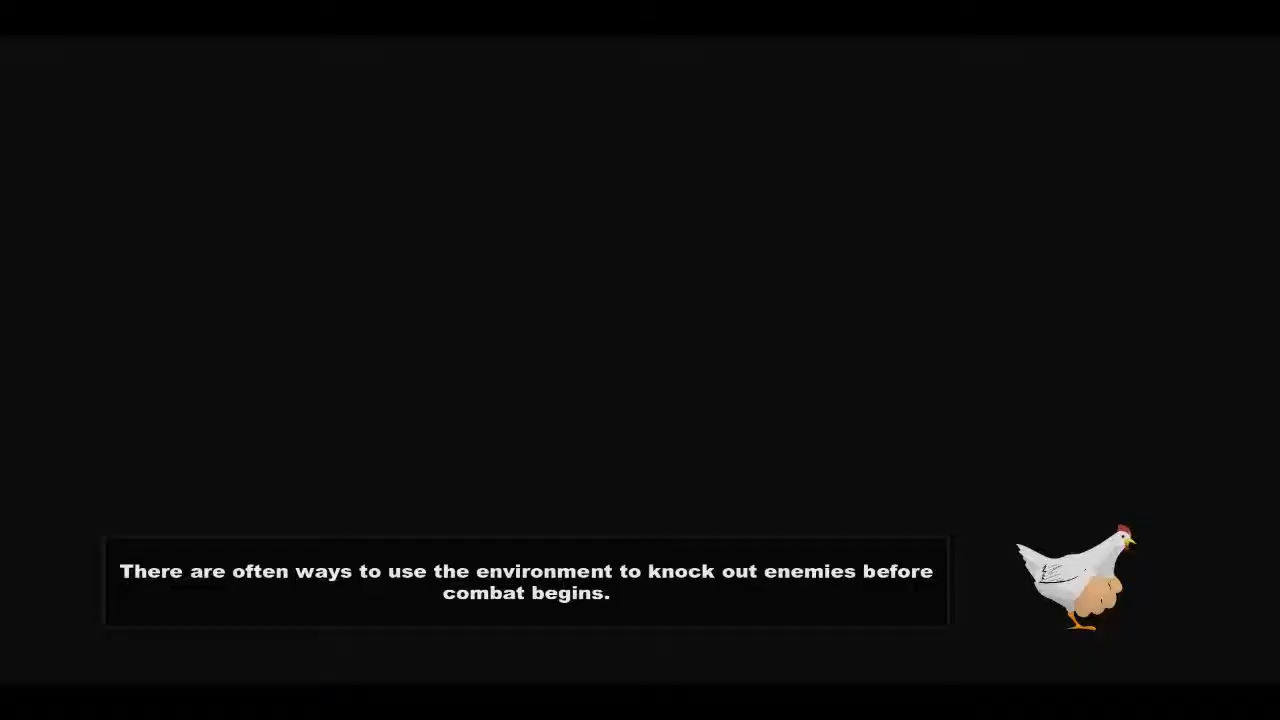 There are often ways to use the environment to knock out enemies before
combat begins.